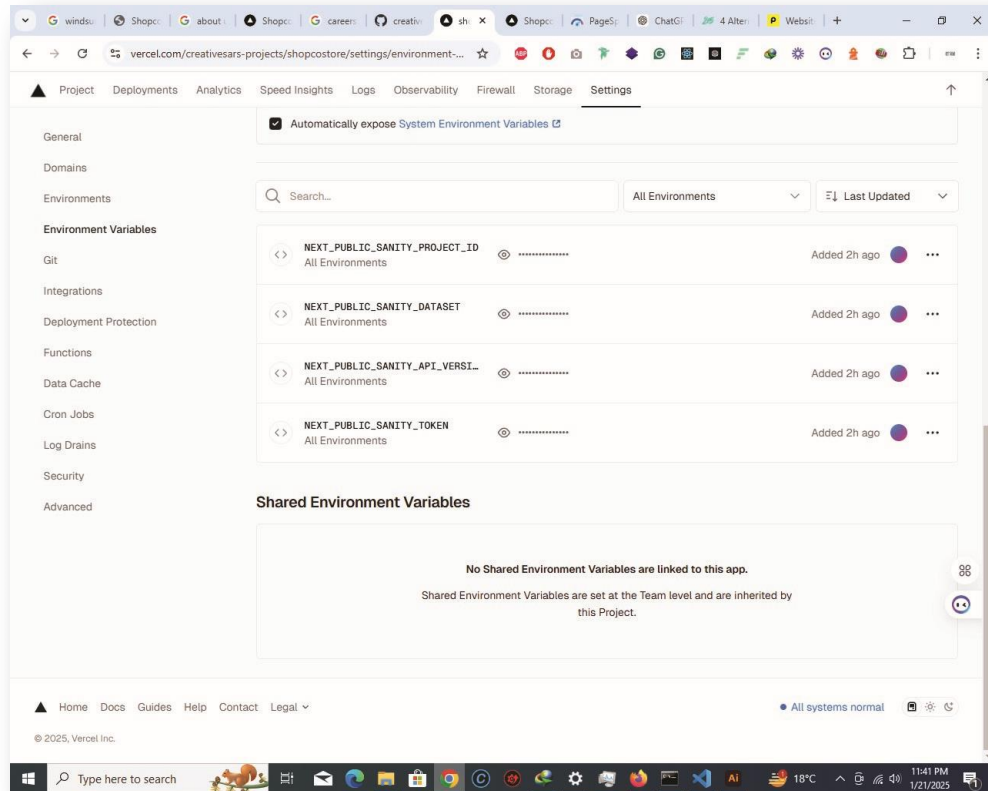 windsu
Shopco
G about
Shopco
G careers
creative
sh
Shopco
PageSp
ChatG
4 Altern
Websit
vercel.com/creativesars-projects/shopcostore/settings/environment-...
ABP
Project Deployments Analytics Speed Insights Logs Observability Firewall Storage Settings
Automatically expose System Environment Variables
General
Domains
Environments
Environment Variables
Git
Integrations
Deployment Protection
Functions
Data Cache
Cron Jobs
Log Drains
Security
Advanced
Search...
All Environments
Last Updated
NEXT_PUBLIC_SANITY_PROJECT_ID
All Environments
Added 2h ago
NEXT_PUBLIC_SANITY_DATASET
All Environments
Added 2h ago
NEXT_PUBLIC_SANITY_API_VERSI…
All Environments
Added 2h ago
NEXT_PUBLIC_SANITY_TOKEN
All Environments
Added 2h ago
Shared Environment Variables
No Shared Environment Variables are linked to this app.
Shared Environment Variables are set at the Team level and are inherited by
this Project.
Home Docs Guides Help Contact Legal
All systems normal
© 2025, Vercel Inc.
Type here to search
Ai
18°C
11:41 PM
1/21/2025